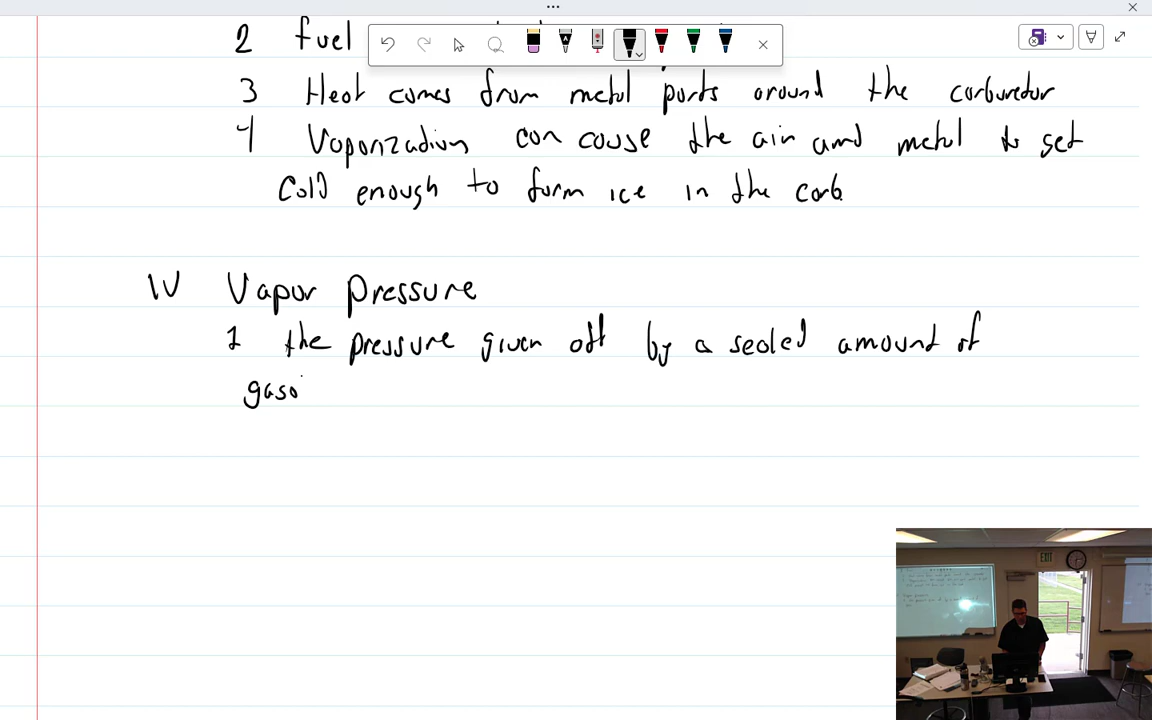 2 fuel
3 Heat comes from metal parts around the carburetor
4 Vaporization can cause the air and metal to get
cold enough to form ice in the carb
IV Vapor Pressure
1 the pressure given off by a sealed amount of
gaso
EXIT